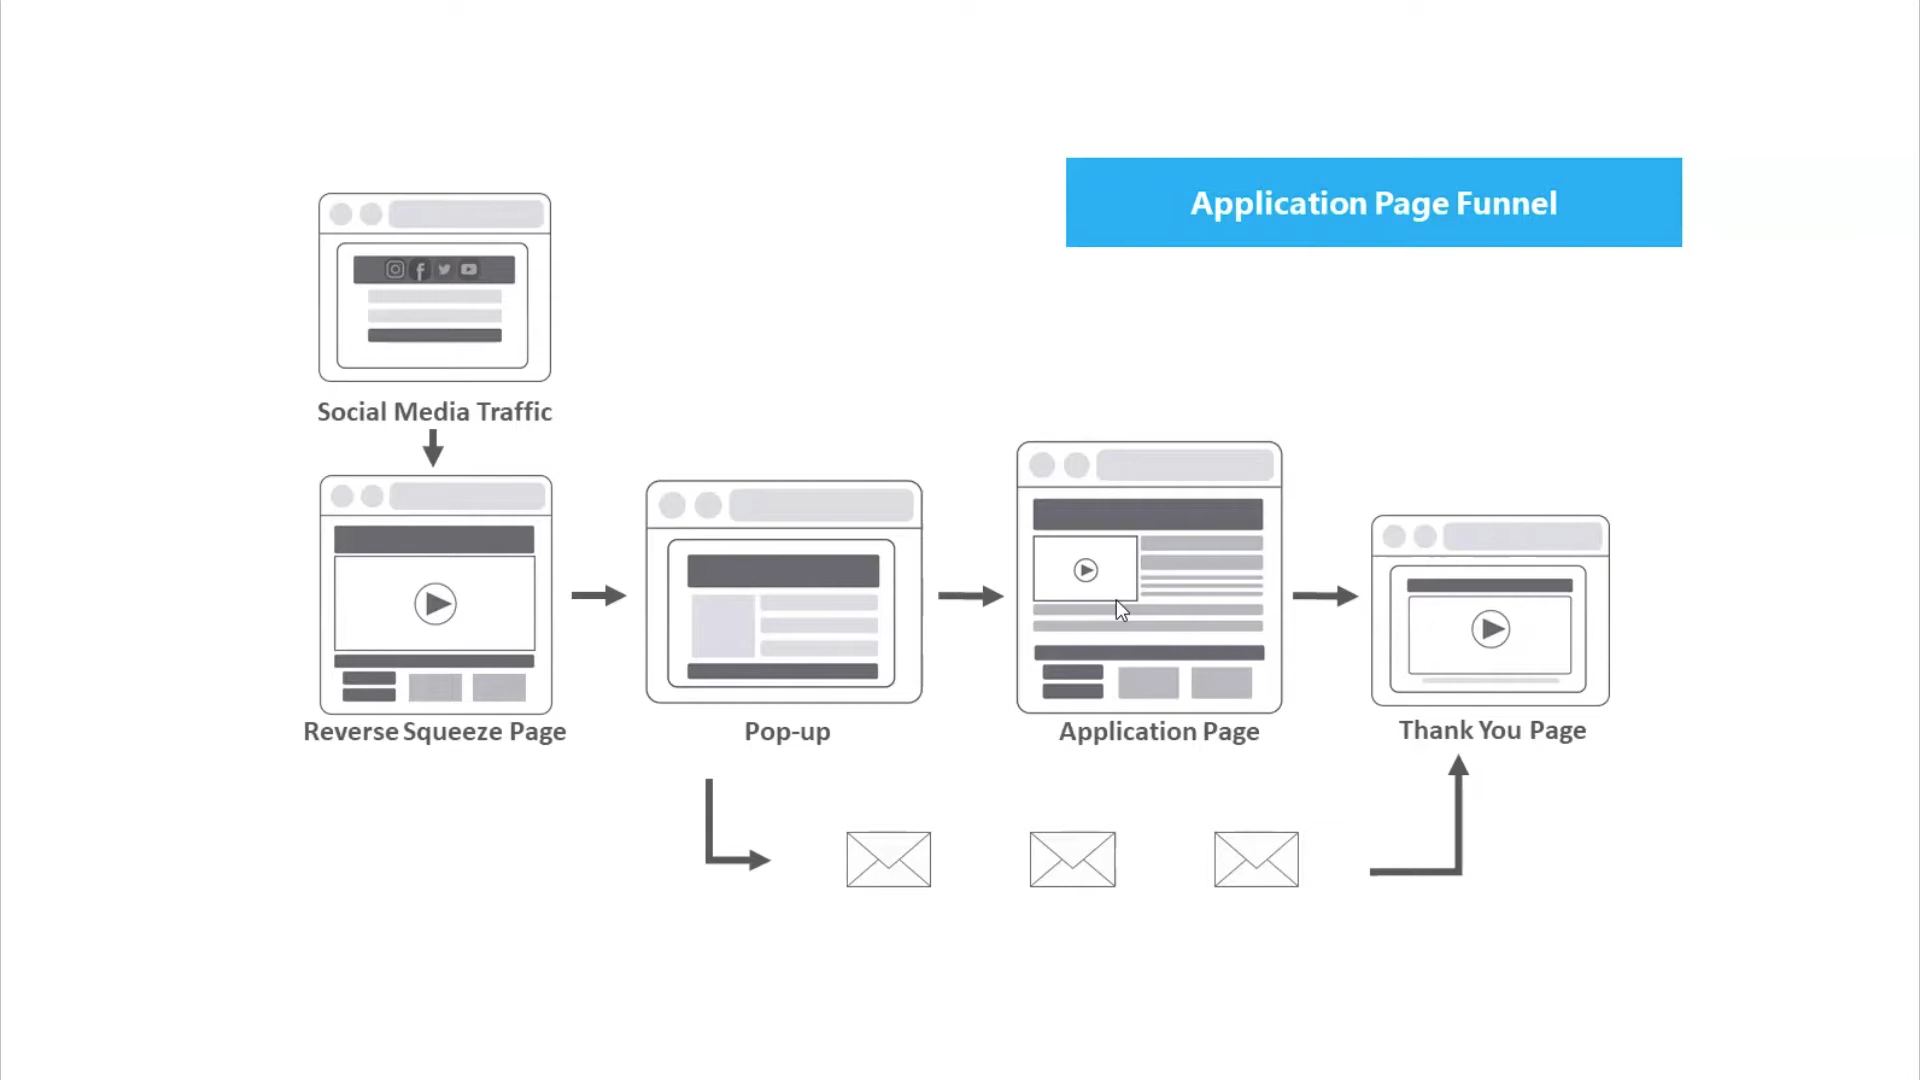 Application Page Funnel
Social Media Traffic
Reverse Squeeze Page
Pop-up
Application Page
Thank You Page